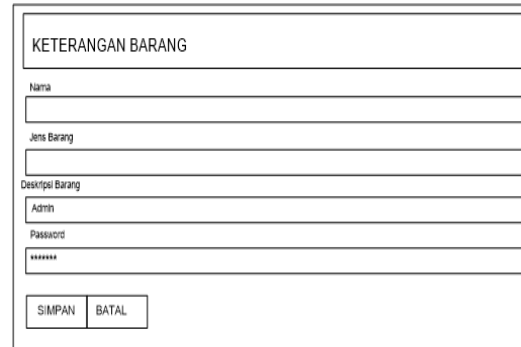 KETERANGAN BARANG
Nama
Jens Barang
Deskripsi Barang
Admin
Password
*******
SIMPAN BATAL